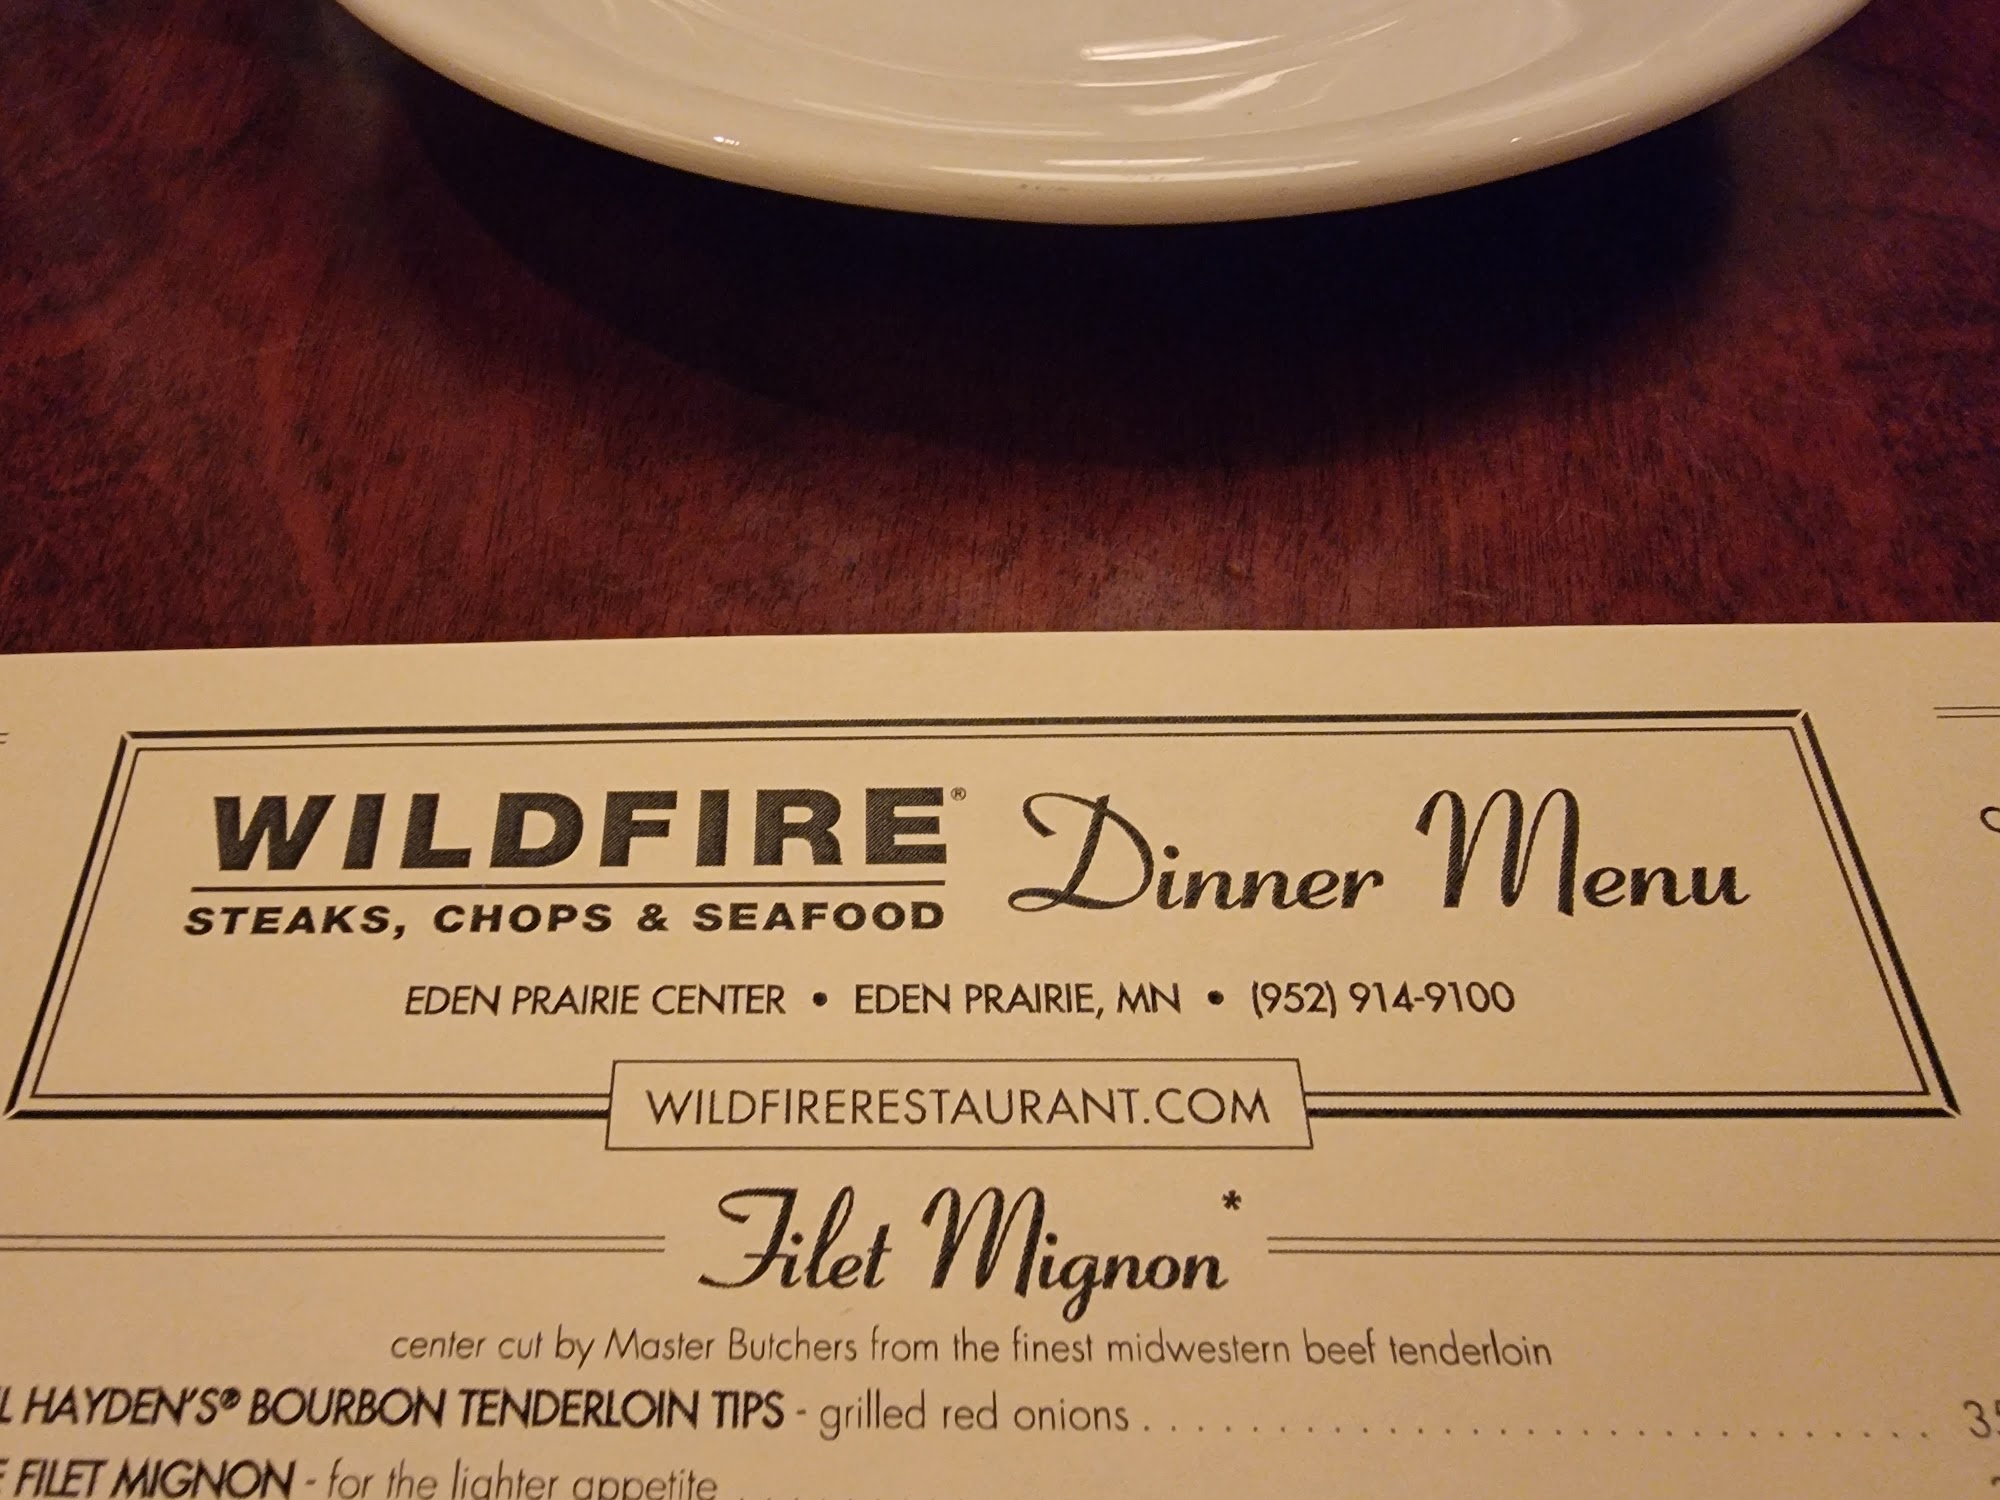 WILDFIRE® Dinner Menu
STEAKS, CHOPS & SEAFOOD
EDEN PRAIRIE CENTER • EDEN PRAIRIE, MN • (952) 914-9100
WILDFIRERESTAURANT.COM
Filet Mignon*
center cut by Master Butchers from the finest midwestern beef tenderloin
HAYDEN'S® BOURBON TENDERLOIN TIPS - grilled red onions
FILET MIGNON - for the lighter appetite